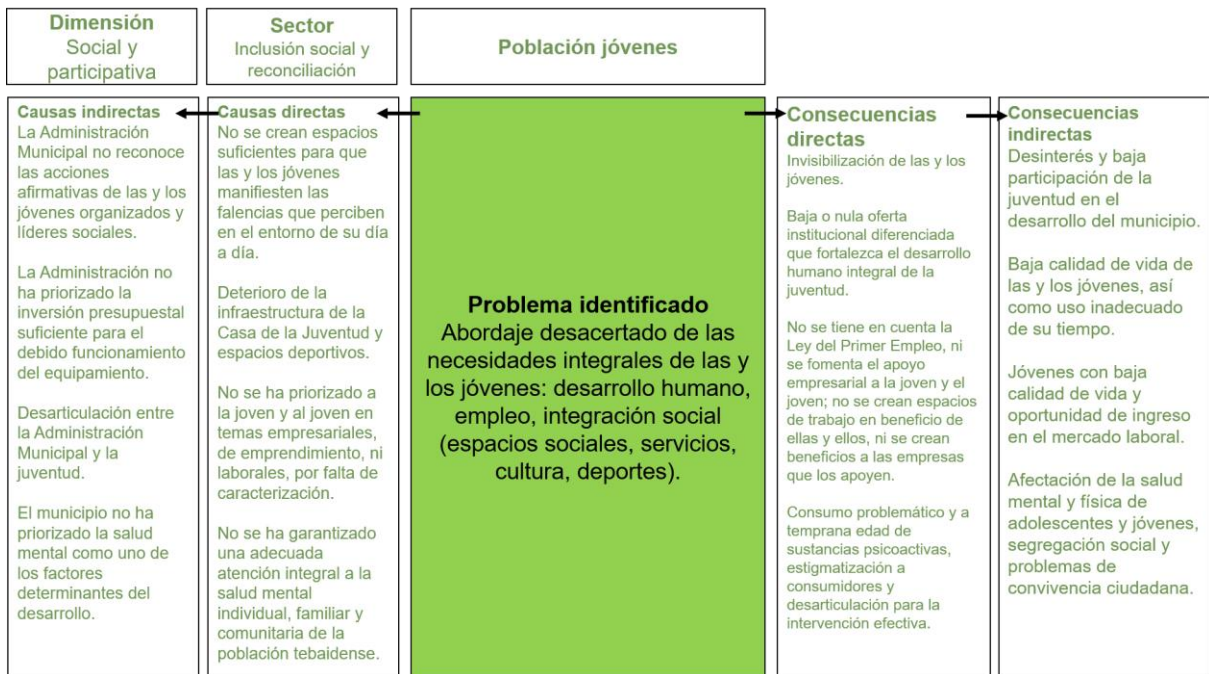 Dimensión
Social y
participativa
Sector
Inclusión social y
reconciliación
Población jóvenes
Causas indirectas
La Administración
Municipal no reconoce
las acciones
afirmativas de las y los
jóvenes organizados y
líderes sociales.
La Administración no
ha priorizado la
inversión presupuestal
suficiente para el
debido funcionamiento
del equipamiento.
Desarticulación entre
la Administración
Municipal y la
juventud.
El municipio no ha
priorizado la salud
mental como uno de
los factores
determinantes del
desarrollo.
Causas directas
No se crean espacios
suficientes para que
las y los jóvenes
manifiesten las
falencias que perciben
en el entorno de su día
a día.
Deterioro de la
infraestructura de la
Casa de la Juventud y
espacios deportivos.
No se ha priorizado a
la joven y al joven en
temas empresariales,
de emprendimiento, ni
laborales, por falta de
caracterización.
No se ha garantizado
una adecuada
atención integral a la
salud mental
individual, familiar y
comunitaria de la
población tebaidense.
Problema identificado
Abordaje desacertado de las
necesidades integrales de las y
los jóvenes: desarrollo humano,
empleo, integración social
(espacios sociales, servicios,
cultura, deportes).
Consecuencias
directas
Invisibilización de las y los
jóvenes.
Baja o nula oferta
institucional diferenciada
que fortalezca el desarrollo
humano integral de la
juventud.
No se tiene en cuenta la
Ley del Primer Empleo, ni
se fomenta el apoyo
empresarial a la joven y el
joven; no se crean espacios
de trabajo en beneficio de
ellas y ellos, ni se crean
beneficios a las empresas
que los apoyen.
Consumo problemático y a
temprana edad de
sustancias psicoactivas,
estigmatización a
consumidores y
desarticulación para la
intervención efectiva.
Consecuencias
indirectas
Desinterés y baja
participación de la
juventud en el
desarrollo del municipio.
Baja calidad de vida de
las y los jóvenes, así
como uso inadecuado
de su tiempo.
Jóvenes con baja
calidad de vida y
oportunidad de ingreso
en el mercado laboral.
Afectación de la salud
mental y física de
adolescentes y jóvenes,
segregación social y
problemas de
convivencia ciudadana.